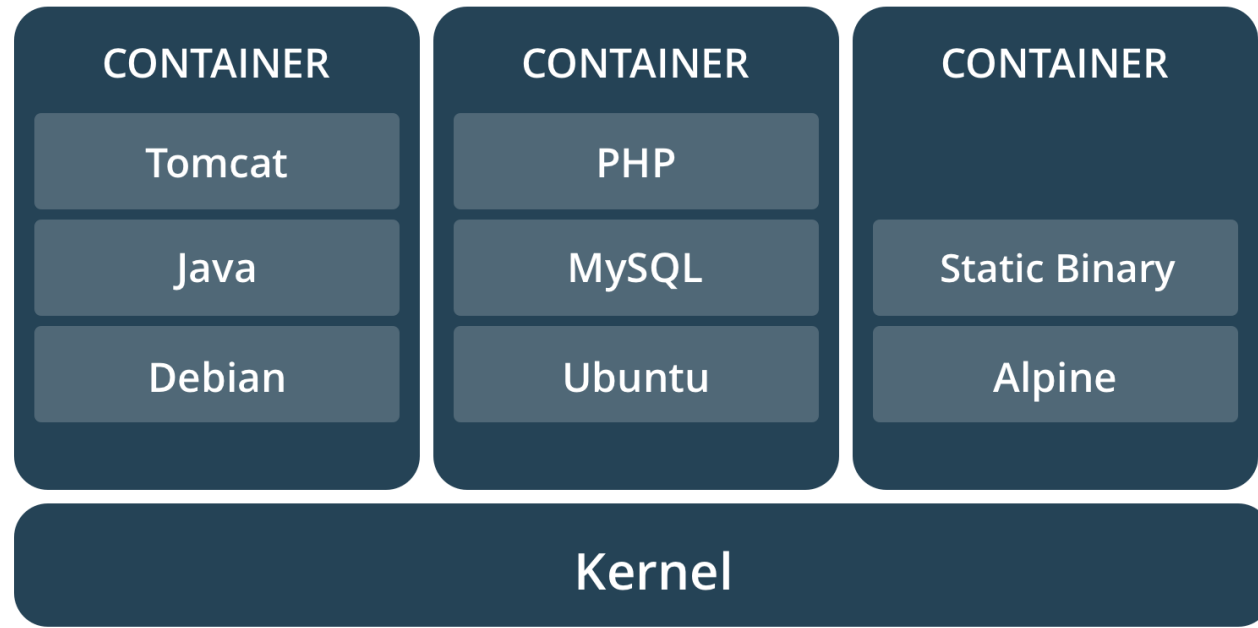 CONTAINER
Tomcat
Java
Debian
CONTAINER
PHP
MySQL
Ubuntu
CONTAINER
Static Binary
Alpine
Kernel